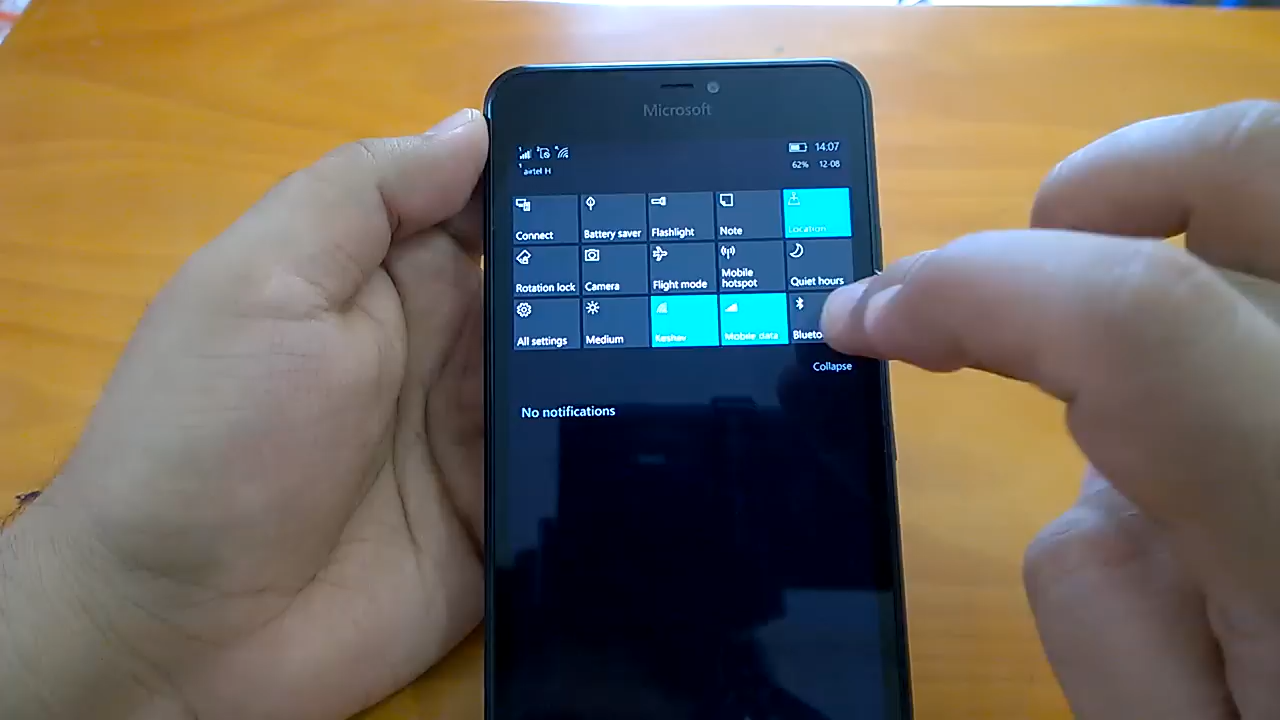 Microsoft
14:07
airtel H
62% 12-08
Connect
Battery saver
Flashlight
Note
Location
Rotation lock
Camera
Flight mode
Mobile
hotspot
Quiet hours
All settings
Medium
Keshav
Mobile data
Blueto
Collapse
No notifications